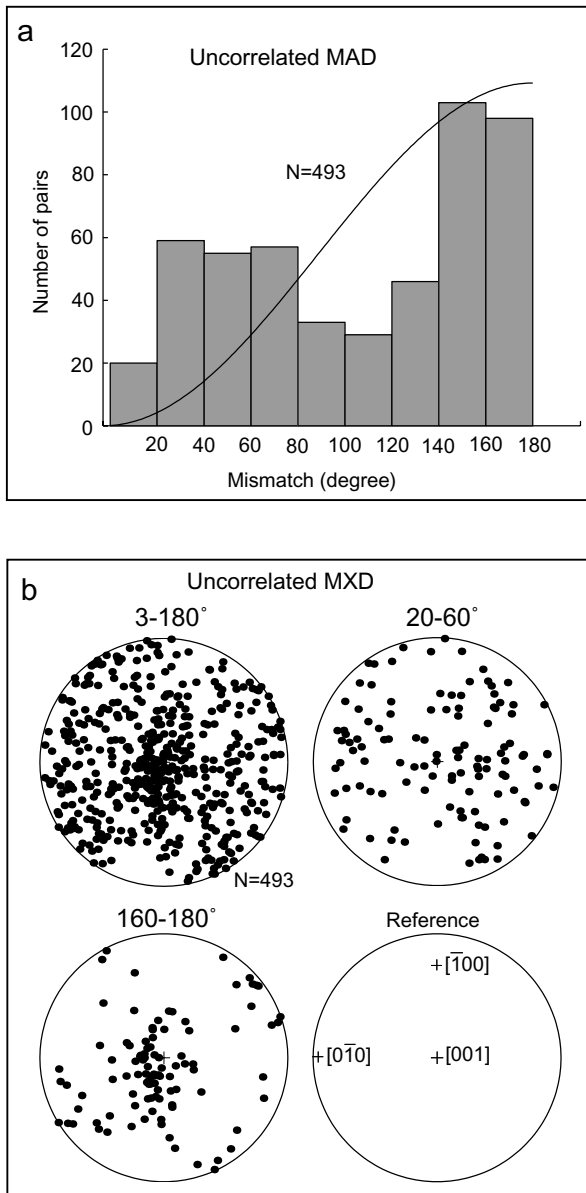 a
Uncorrelated MAD
120
100
80
60
40
20
0
Number of pairs
N=493
20 40 60 80 100 120 140 160 180
Mismatch (degree)
b
Uncorrelated MXD
3-180° 20-60°
N=493
160-180° Reference
+[1̅00]
+[01̅0] +[001]